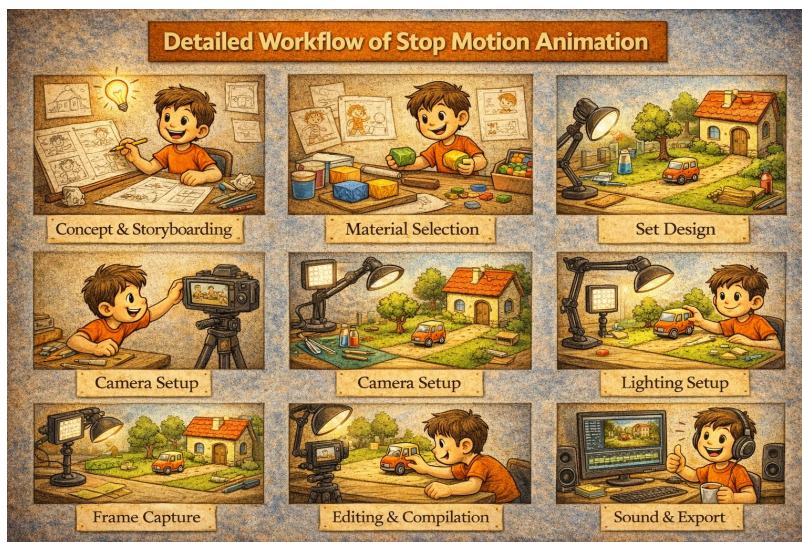 Detailed Workflow of Stop Motion Animation
Concept & Storyboarding
Material Selection
Set Design
Camera Setup
Camera Setup
Lighting Setup
Frame Capture
Editing & Compilation
Sound & Export